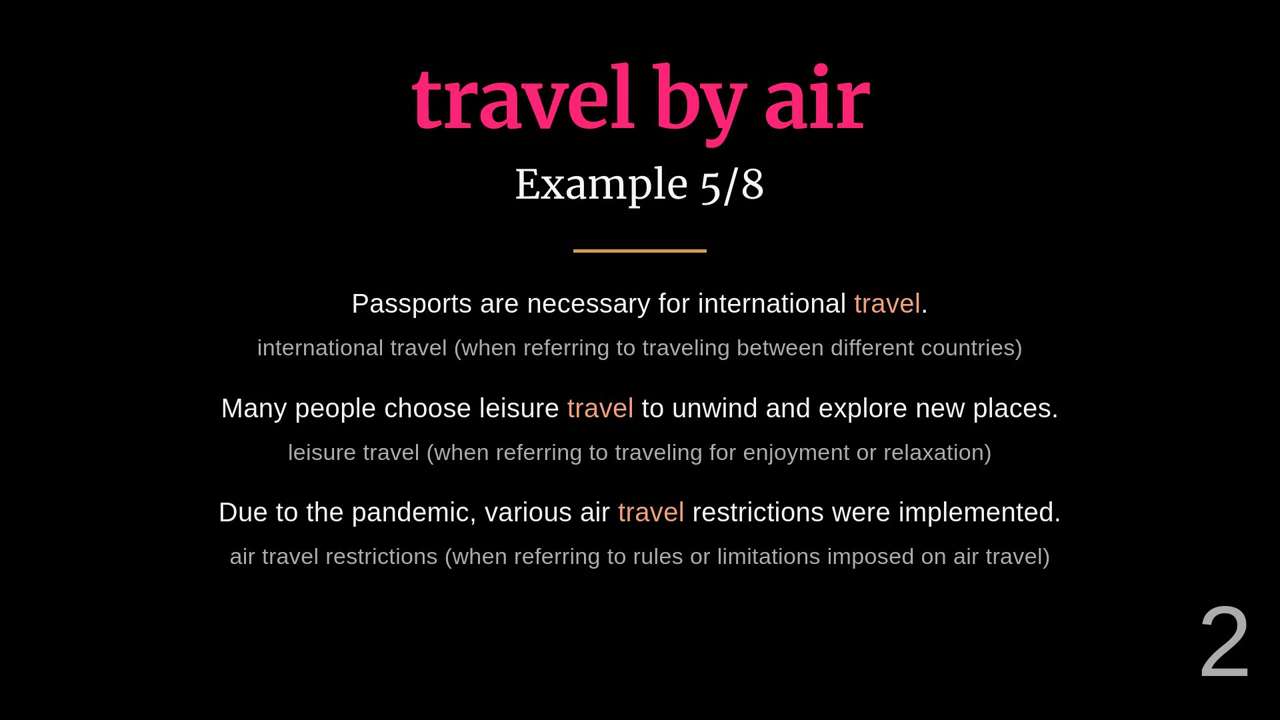 travel by air
Example 5/8
Passports are necessary for international travel.
international travel (when referring to traveling between different countries)
Many people choose leisure travel to unwind and explore new places.
leisure travel (when referring to traveling for enjoyment or relaxation)
Due to the pandemic, various air travel restrictions were implemented.
air travel restrictions (when referring to rules or limitations imposed on air travel)
2